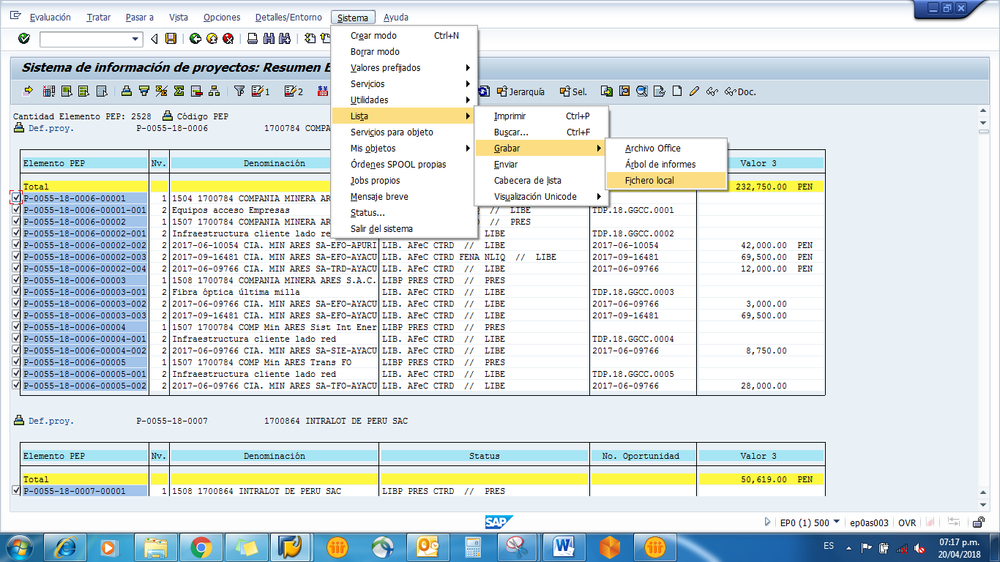 Evaluación Tratar Pasar a Vista Opciones Detalles/Entorno Sistema Ayuda
Crear modo Ctrl+N
Borrar modo
Valores prefijados
Servicios
Utilidades
Lista
Servicios para objeto
Mis objetos
Órdenes SPOOL propias
Jobs propios
Mensaje breve
Status...
Salir del sistema
Imprimir Ctrl+P
Buscar... Ctrl+F
Grabar
Enviar
Cabecera de lista
Visualización Unicode
Archivo Office
Árbol de informes
Fichero local
Sistema de información de proyectos: Resumen
1 2 Jerarquía Sel. Doc.
Cantidad Elemento PEP: 2528 Código PEP
Def.proy. P-0055-18-0006 1700784
Elemento PEP Nv. Denominación Valor 3
Total 232,750.00 PEN
P-0055-18-0006-00001 1 1504 1700784 COMPANIA MINERA AR
P-0055-18-0006-00001-001 2 Equipos acceso Empresas // LIBE TDP.18.GGCC.0001
P-0055-18-0006-00002 1 1507 1700784 COMPANIA MINERA AR // PRES
P-0055-18-0006-00002-001 2 Infraestructura cliente lado red LIBE TDP.18.GGCC.0002
P-0055-18-0006-00002-002 2 2017-06-10054 CIA. MIN ARES SA-EFO-APURI LIB. AFeC CTRD // LIBE 2017-06-10054 42,000.00 PEN
P-0055-18-0006-00002-003 2 2017-09-16481 CIA. MIN ARES SA-EFO-AYACU LIB. AFeC CTRD FENA NLIQ // LIBE 2017-09-16481 69,500.00 PEN
P-0055-18-0006-00002-004 2 2017-06-09766 CIA. MIN ARES SA-TRD-AYACU LIB. AFeC CTRD // LIBE 2017-06-09766 12,000.00 PEN
P-0055-18-0006-00003 1 1508 1700784 COMPANIA MINERA ARES S.A.C. LIBP PRES CTRD // PRES
P-0055-18-0006-00003-001 2 Fibra óptica última milla LIB. AFeC CTRD // LIBE TDP.18.GGCC.0003
P-0055-18-0006-00003-002 2 2017-06-09766 CIA. MIN ARES SA-EFO-AYACU LIB. AFeC CTRD // LIBE 2017-06-09766 3,000.00
P-0055-18-0006-00003-003 2 2017-09-16481 CIA. MIN ARES SA-EFO-AYACU LIB. AFeC CTRD // LIBE 2017-09-16481 69,500.00
P-0055-18-0006-00004 1 1507 1700784 COMP Min ARES Sist Int Ener LIBP PRES CTRD // PRES
P-0055-18-0006-00004-001 2 Infraestructura cliente lado red LIB. AFeC CTRD // LIBE TDP.18.GGCC.0004
P-0055-18-0006-00004-002 2 2017-06-09766 CIA. MIN ARES SA-SIE-AYACU LIB. AFeC CTRD // LIBE 2017-06-09766 8,750.00
P-0055-18-0006-00005 1 1507 1700784 COMP Min ARES Trans FO LIBP PRES CTRD // PRES
P-0055-18-0006-00005-001 2 Infraestructura cliente lado red LIB. AFeC CTRD // LIBE TDP.18.GGCC.0005
P-0055-18-0006-00005-002 2 2017-06-09766 CIA. MIN ARES SA-TFO-AYACU LIB. AFeC CTRD // LIBE 2017-06-09766 28,000.00
Def.proy. P-0055-18-0007 1700864 INTRALOT DE PERU SAC
Elemento PEP Nv. Denominación Status No. Oportunidad Valor 3
Total 50,619.00 PEN
P-0055-18-0007-00001 1 1508 1700864 INTRALOT DE PERU SAC LIBP PRES CTRD // PRES
SAP EP0 (1) 500 ep0as003 OVR
ES 07:17 p.m.
20/04/2018